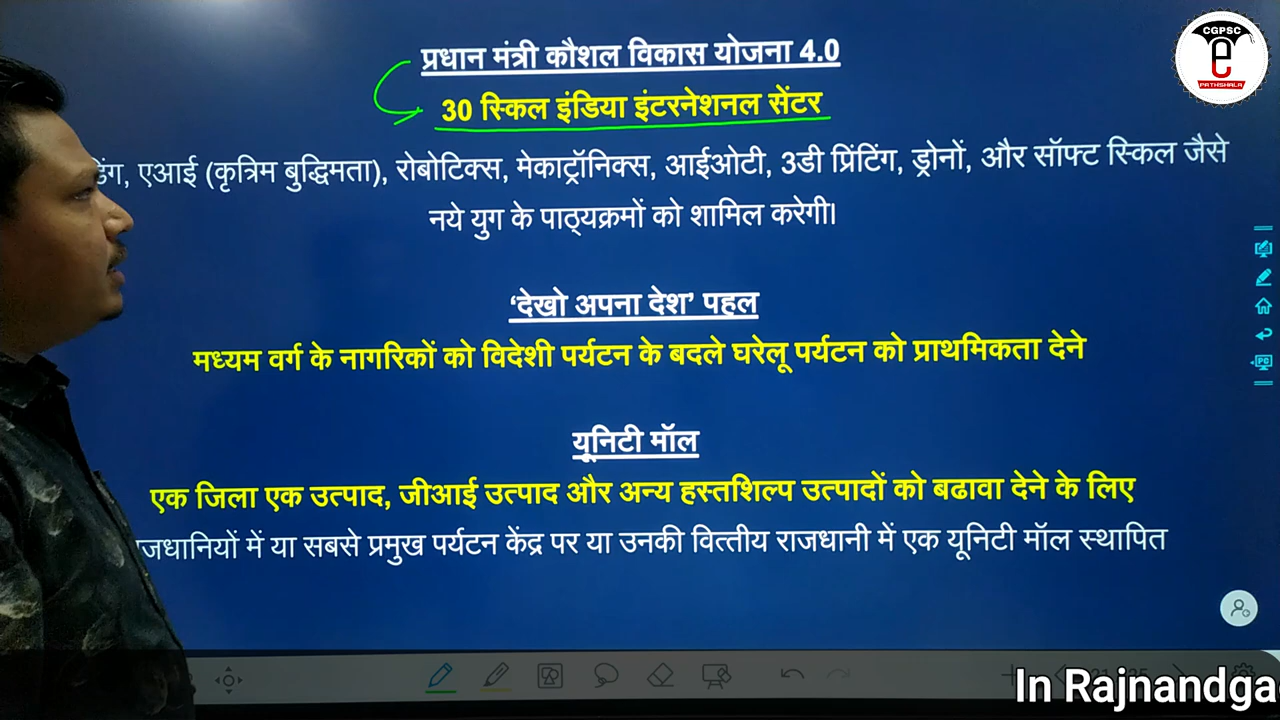 प्रधान मंत्री कौशल विकास योजना 4.0
30 स्किल इंडिया इंटरनेशनल सेंटर
एआई (कृत्रिम बुद्धिमता), रोबोटिक्स, मेकाट्रॉनिक्स, आईओटी, 3डी प्रिंटिंग, ड्रोनों, और सॉफ्ट स्किल जैसे
नये युग के पाठ्यक्रमों को शामिल करेगी।
‘देखो अपना देश’ पहल
मध्यम वर्ग के नागरिकों को विदेशी पर्यटन के बदले घरेलू पर्यटन को प्राथमिकता देने
यूनिटी मॉल
एक जिला एक उत्पाद, जीआई उत्पाद और अन्य हस्तशिल्प उत्पादों को बढावा देने के लिए
में या सबसे प्रमुख पर्यटन केंद्र पर या उनकी वित्तीय राजधानी में एक यूनिटी मॉल स्थापित
CGPSC
e
PATHSHALA
PC
In Rajnandga